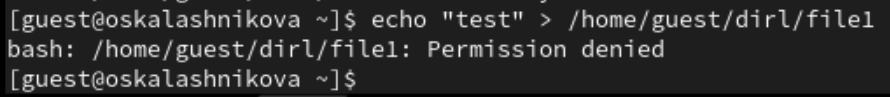 [guest@oskalashnikova ~]$ echo "test" > /home/guest/dirl/file1
bash: /home/guest/dirl/file1: Permission denied
[guest@oskalashnikova ~]$